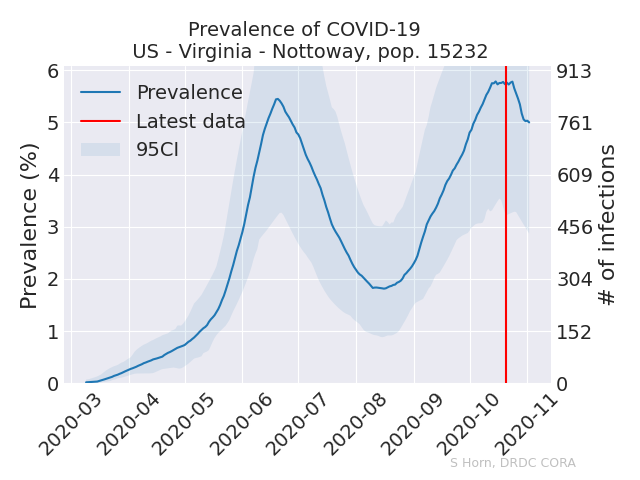 Prevalence of COVID-19
US - Virginia - Nottoway, pop. 15232
Prevalence
Latest data
95CI
Prevalence (%)
6
5
4
3
2
1
0
# of infections
913
761
609
456
304
152
0
2020-03
2020-04
2020-05
2020-06
2020-07
2020-08
2020-09
2020-10
2020-11
S Horn, DRDC CORA